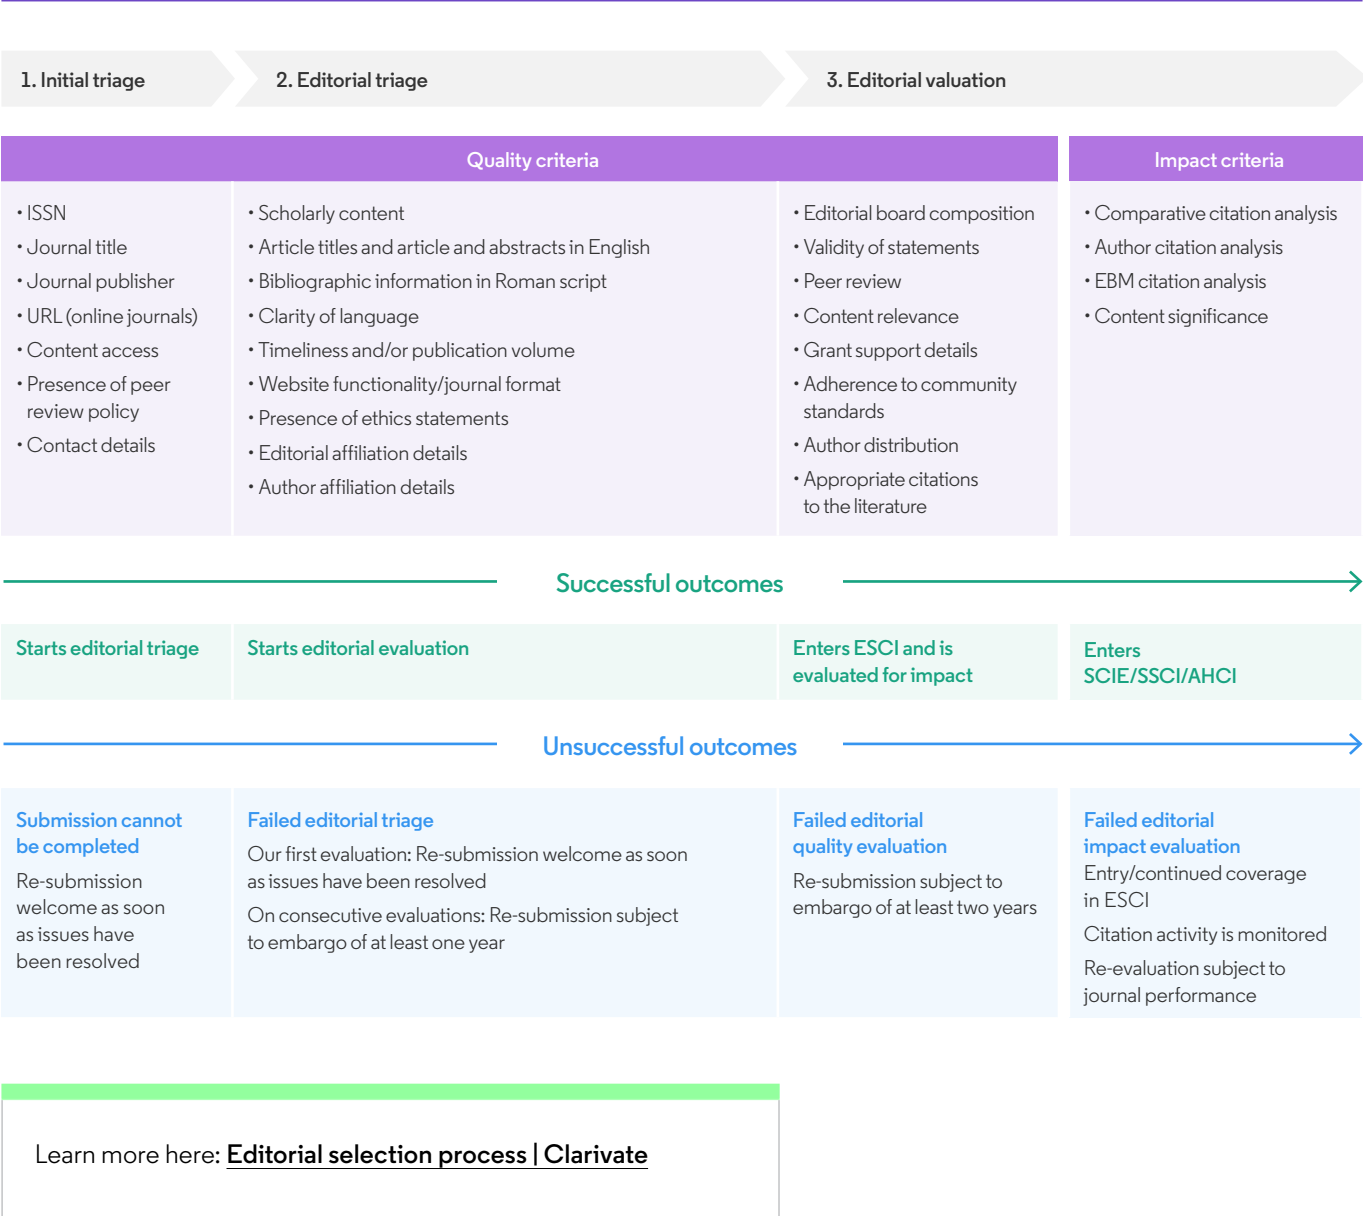 1. Initial triage
2. Editorial triage
3. Editorial valuation
Quality criteria
Impact criteria
• ISSN
• Journal title
• Journal publisher
• URL (online journals)
• Content access
• Presence of peer
review policy
• Contact details
• Scholarly content
• Article titles and article and abstracts in English
• Bibliographic information in Roman script
• Clarity of language
• Timeliness and/or publication volume
• Website functionality/journal format
• Presence of ethics statements
• Editorial affiliation details
• Author affiliation details
• Editorial board composition
• Validity of statements
• Peer review
• Content relevance
• Grant support details
• Adherence to community
standards
• Author distribution
• Appropriate citations
to the literature
• Comparative citation analysis
• Author citation analysis
• EBM citation analysis
• Content significance
Successful outcomes
Starts editorial triage
Starts editorial evaluation
Enters ESCI and is
evaluated for impact
Enters
SCIE/SSCI/AHCI
Unsuccessful outcomes
Submission cannot
be completed
Re-submission
welcome as soon
as issues have
been resolved
Failed editorial triage
Our first evaluation: Re-submission welcome as soon
as issues have been resolved
On consecutive evaluations: Re-submission subject
to embargo of at least one year
Failed editorial
quality evaluation
Re-submission subject to
embargo of at least two years
Failed editorial
impact evaluation
Entry/continued coverage
in ESCI
Citation activity is monitored
Re-evaluation subject to
journal performance
Learn more here: Editorial selection process | Clarivate